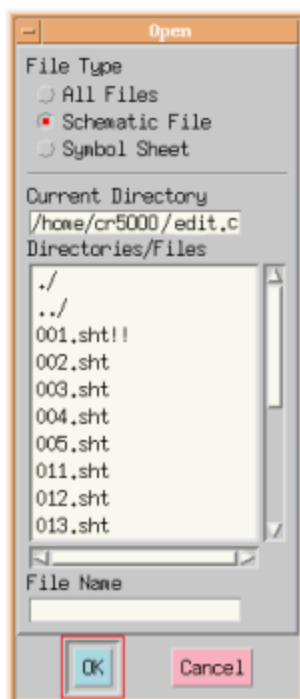 Open
File Type
All Files
Schematic File
Symbol Sheet
Current Directory
/home/cr5000/edit.c
Directories/Files
./
../
001.sht!!
002.sht
003.sht
004.sht
005.sht
011.sht
012.sht
013.sht
File Name
OK Cancel